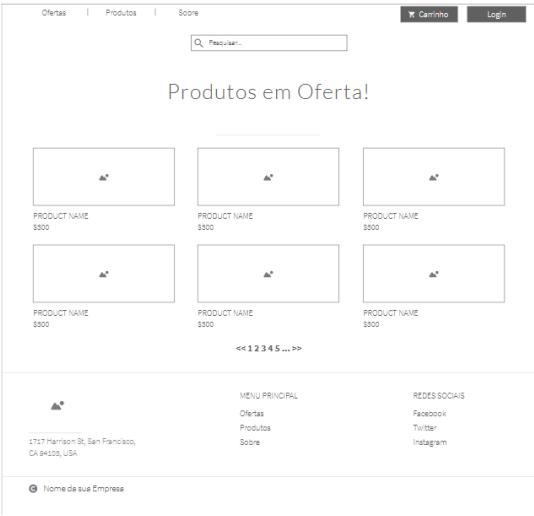 Ofertas | Produtos | Sobre
Carrinho
Login
Pesquisar...
Produtos em Oferta!
PRODUCT NAME
$300
PRODUCT NAME
$300
PRODUCT NAME
$300
PRODUCT NAME
$300
PRODUCT NAME
$300
PRODUCT NAME
$300
<< 1 2 3 4 5 ... >>
1717 Harrison St, San Francisco,
CA 94103, USA
MENU PRINCIPAL
Ofertas
Produtos
Sobre
REDES SOCIAIS
Facebook
Twitter
Instagram
C Nome da sua Empresa